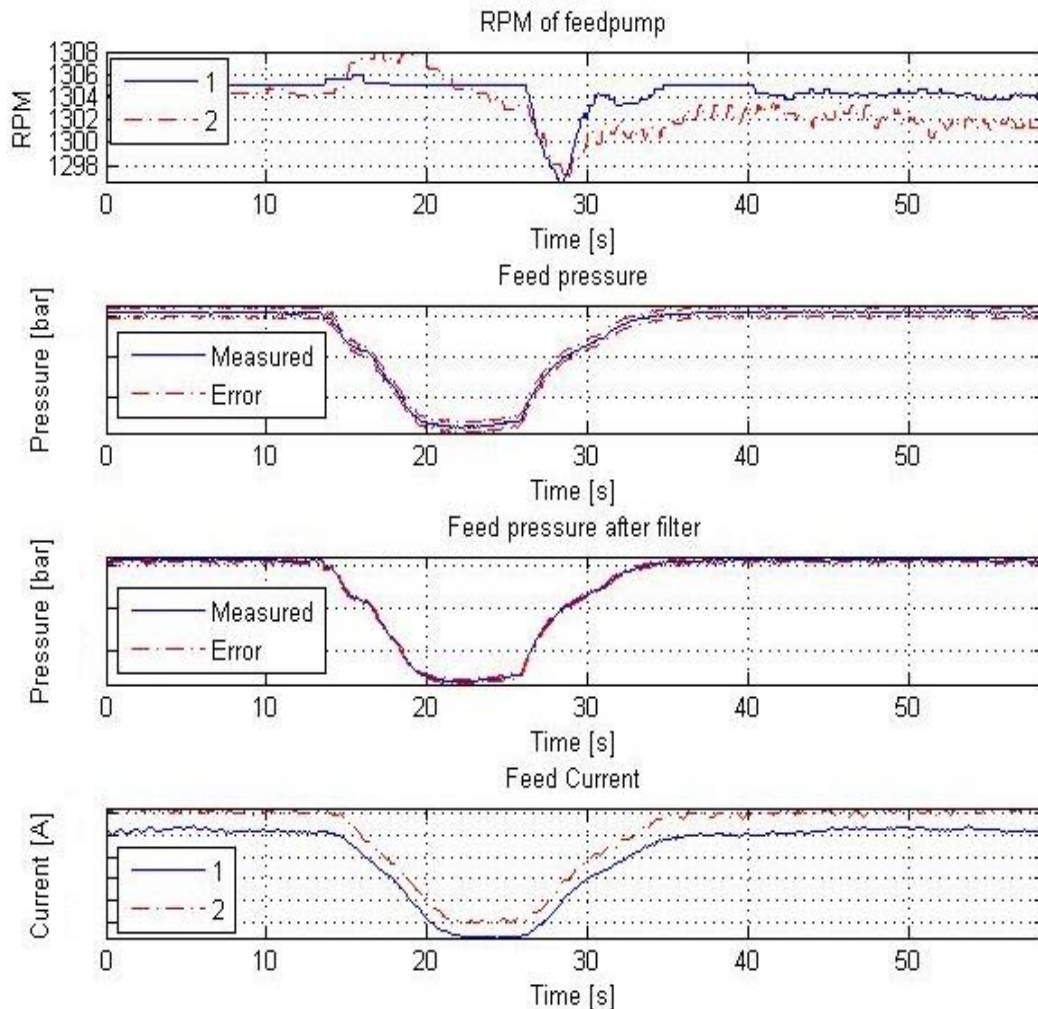 RPM of feedpump
RPM
1308
1306
1304
1302
1300
1298
1
2
0 10 20 30 40 50
Time [s]
Feed pressure
Pressure [bar]
Measured
Error
0 10 20 30 40 50
Time [s]
Feed pressure after filter
Pressure [bar]
Measured
Error
0 10 20 30 40 50
Time [s]
Feed Current
Current [A]
1
2
0 10 20 30 40 50
Time [s]